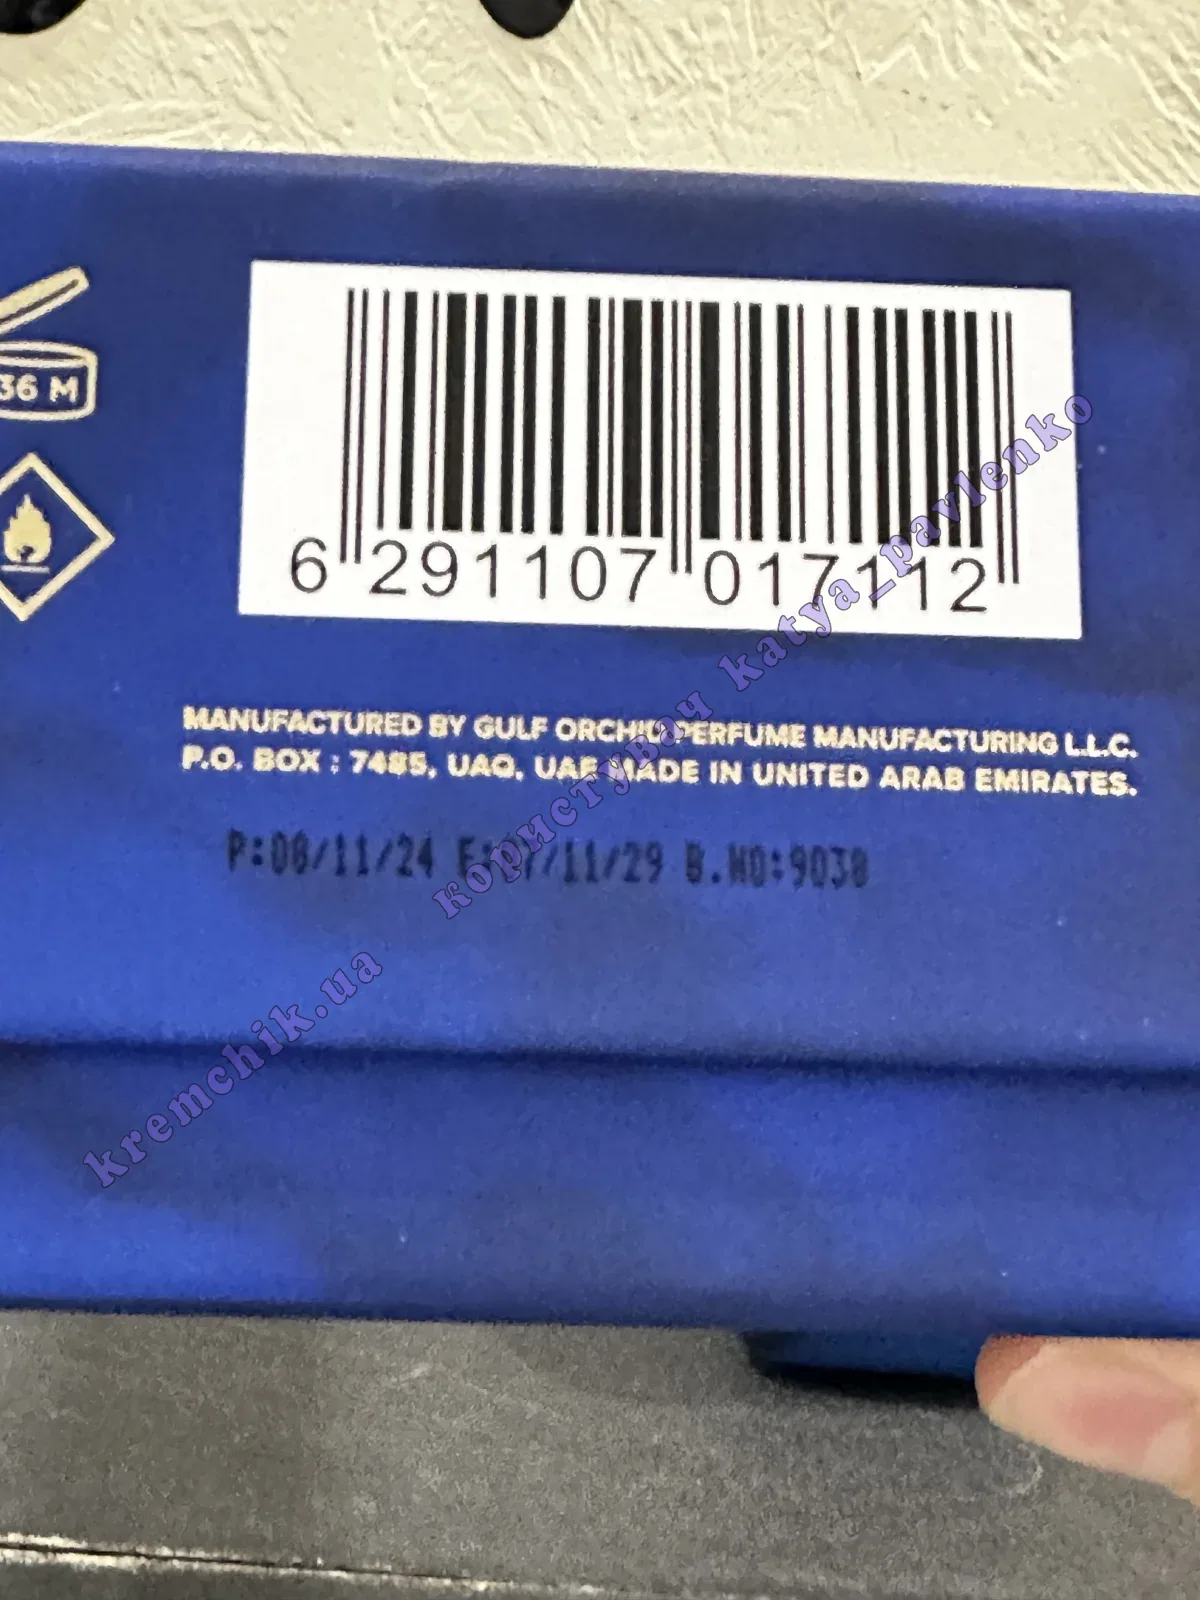 36 M
6 291107 017112
MANUFACTURED BY GULF ORCHID PERFUME MANUFACTURING L.L.C.
P.O. BOX : 7485, UAQ, UAE MADE IN UNITED ARAB EMIRATES.
P:08/11/24 E:07/11/29 B.NO:9038
kremchik.ua користувач katya_pavlenko